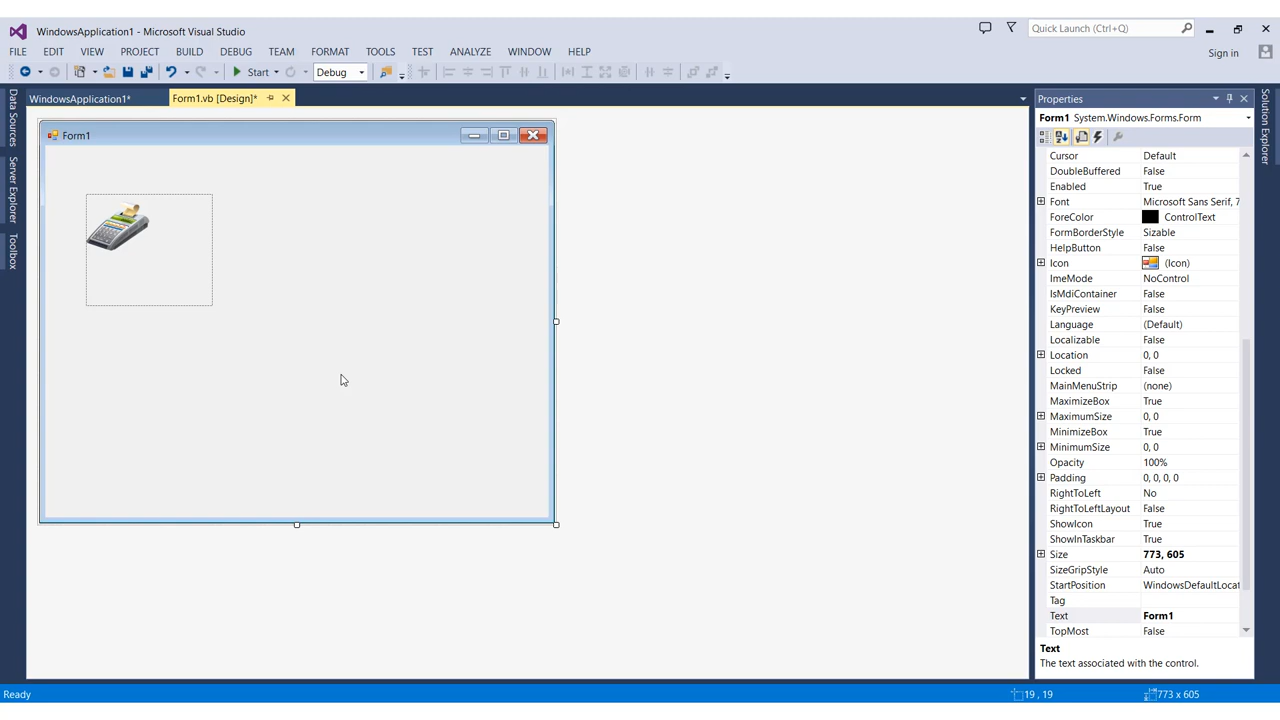 WindowsApplication1 - Microsoft Visual Studio
Quick Launch (Ctrl+Q)
FILE EDIT VIEW PROJECT BUILD DEBUG TEAM FORMAT TOOLS TEST ANALYZE WINDOW HELP
Sign in
Start Debug
WindowsApplication1*
Form1.vb [Design]*
Data Sources
Server Explorer
Toolbox
Form1
Properties
Form1 System.Windows.Forms.Form
Cursor Default
DoubleBuffered False
Enabled True
Font Microsoft Sans Serif, 7
ForeColor ControlText
FormBorderStyle Sizable
HelpButton False
Icon (Icon)
ImeMode NoControl
IsMdiContainer False
KeyPreview False
Language (Default)
Localizable False
Location 0, 0
Locked False
MainMenuStrip (none)
MaximizeBox True
MaximumSize 0, 0
MinimizeBox True
MinimumSize 0, 0
Opacity 100%
Padding 0, 0, 0, 0
RightToLeft No
RightToLeftLayout False
ShowIcon True
ShowInTaskbar True
Size 773, 605
SizeGripStyle Auto
StartPosition WindowsDefaultLocat
Tag
Text Form1
TopMost False
Text
The text associated with the control.
Solution Explorer
Ready
19 , 19
773 x 605